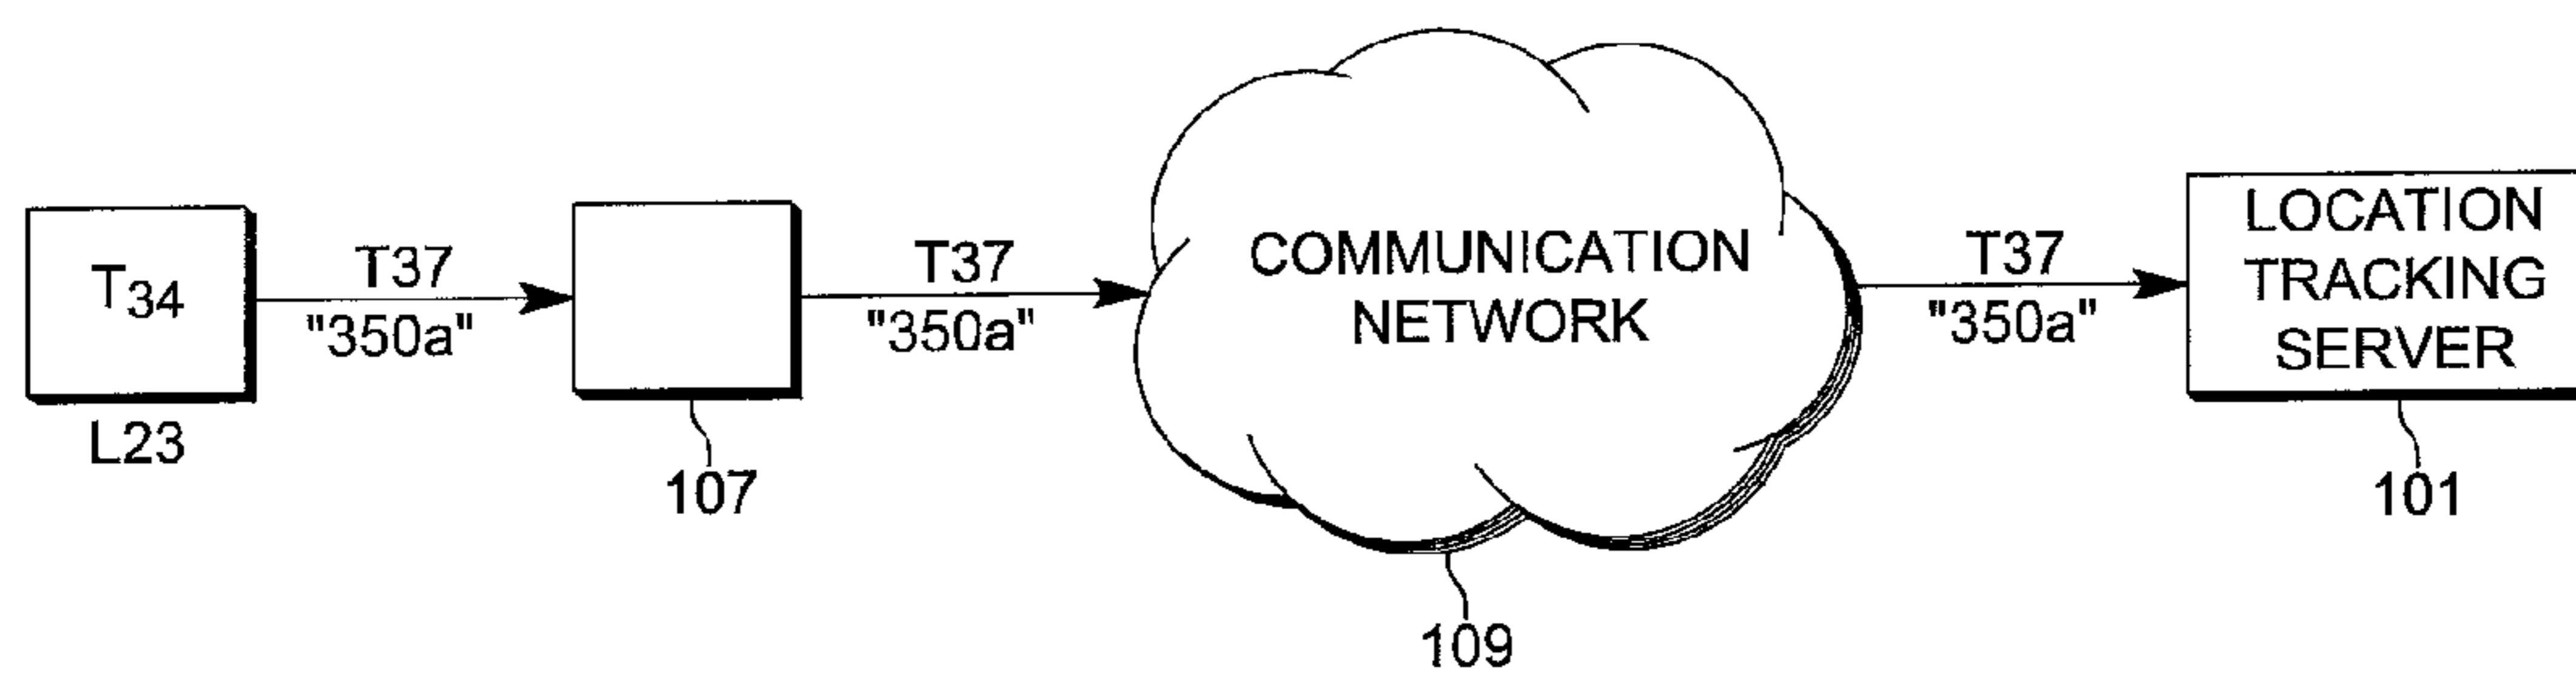 T34
L23
T37
"350a"
107
T37
"350a"
COMMUNICATION
NETWORK
109
T37
"350a"
LOCATION
TRACKING
SERVER
101